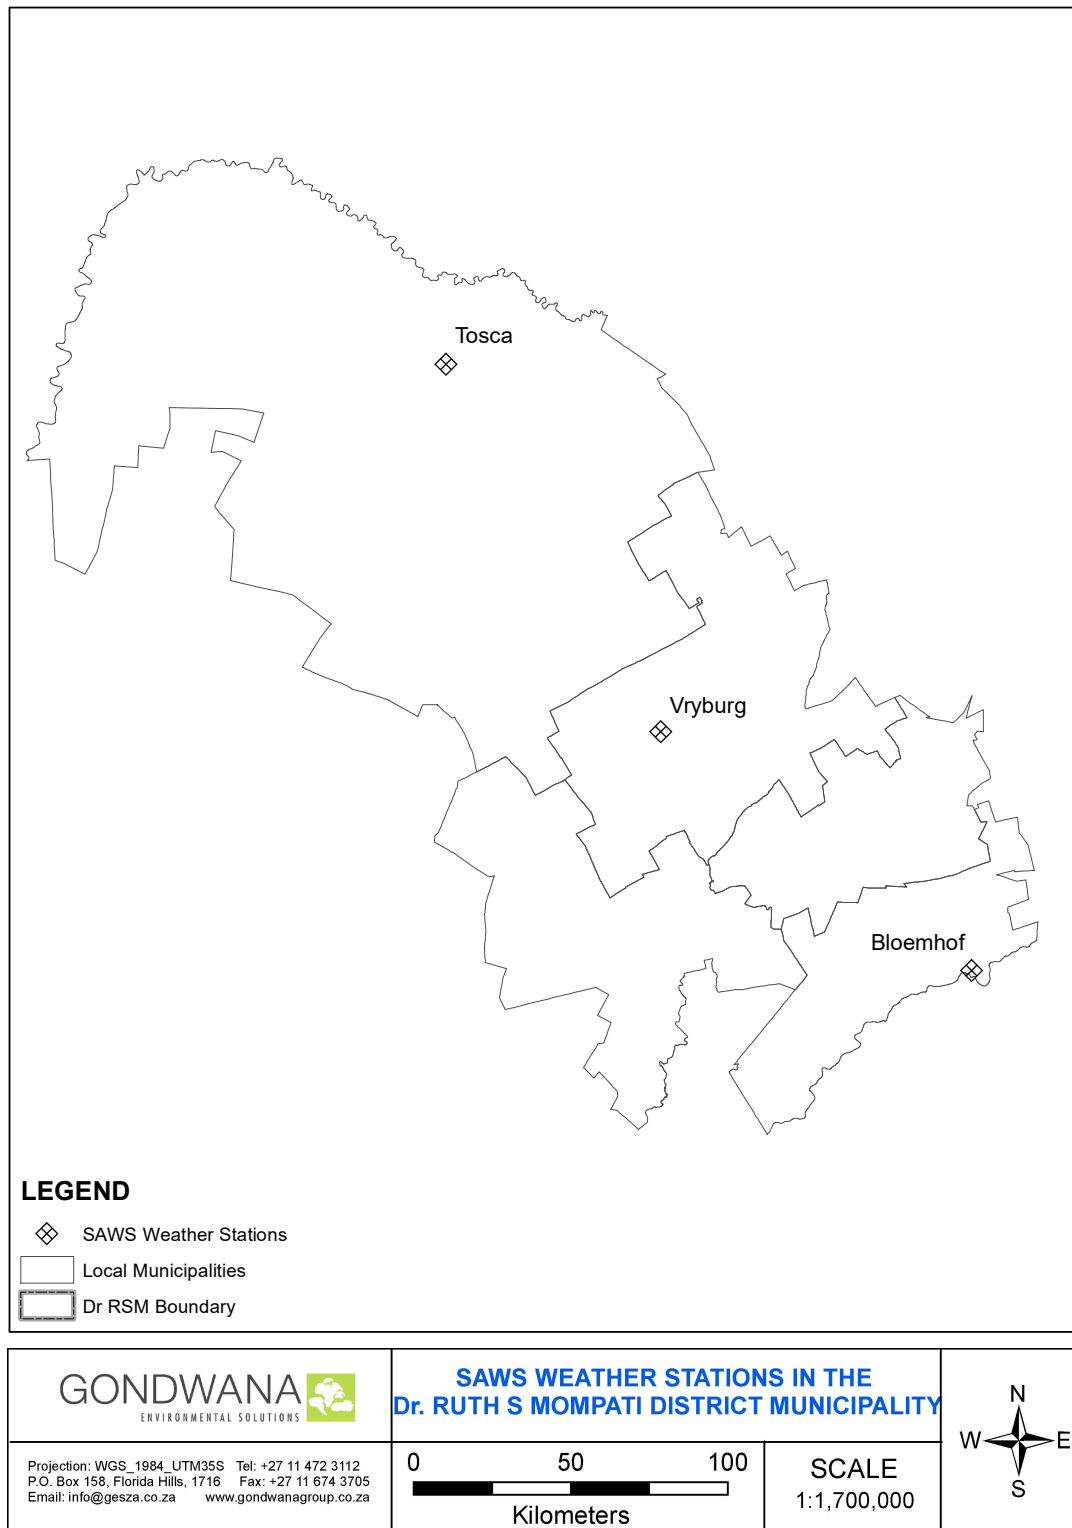 Tosca
Vryburg
Bloemhof
LEGEND
SAWS Weather Stations
Local Municipalities
Dr RSM Boundary
GONDWANA
ENVIRONMENTAL SOLUTIONS
SAWS WEATHER STATIONS IN THE
Dr. RUTH S MOMPATI DISTRICT MUNICIPALITY
N
W E
S
Projection: WGS_1984_UTM35S Tel: +27 11 472 3112
P.O. Box 158, Florida Hills, 1716 Fax: +27 11 674 3705
Email: info@gesza.co.za www.gondwanagroup.co.za
0 50 100
Kilometers
SCALE
1:1,700,000